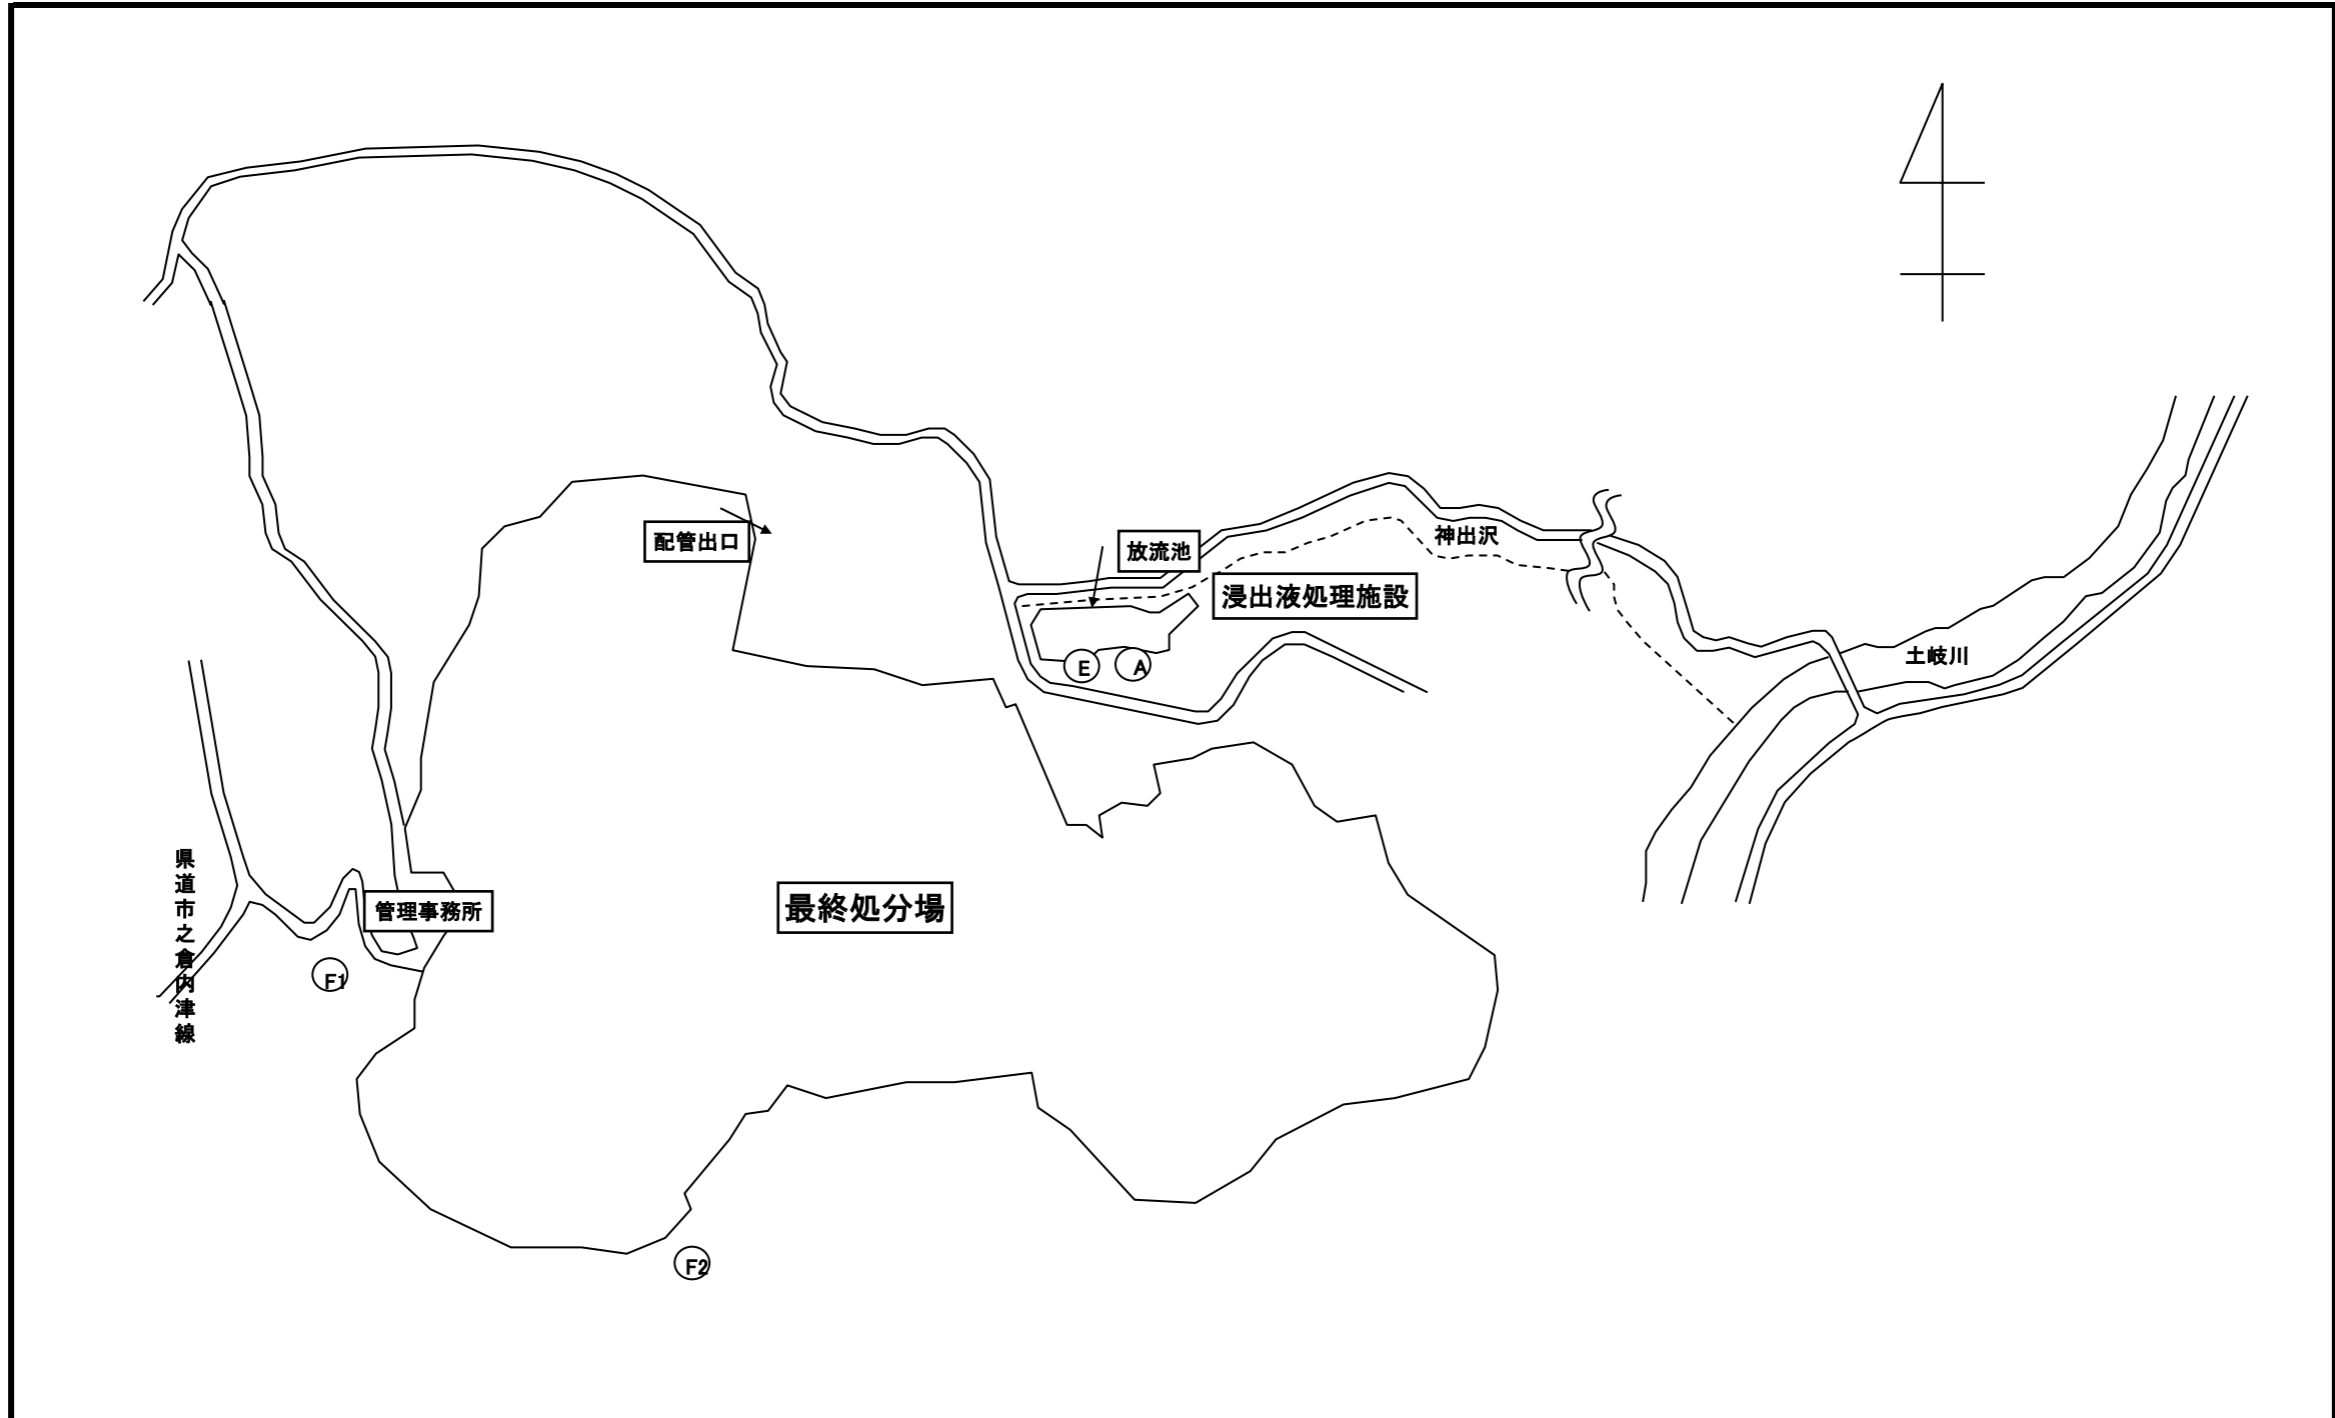 神出沢
配管出口
放流池
浸出液処理施設
土岐川
E
A
県道市之倉内津線
管理事務所
最終処分場
F1
F2